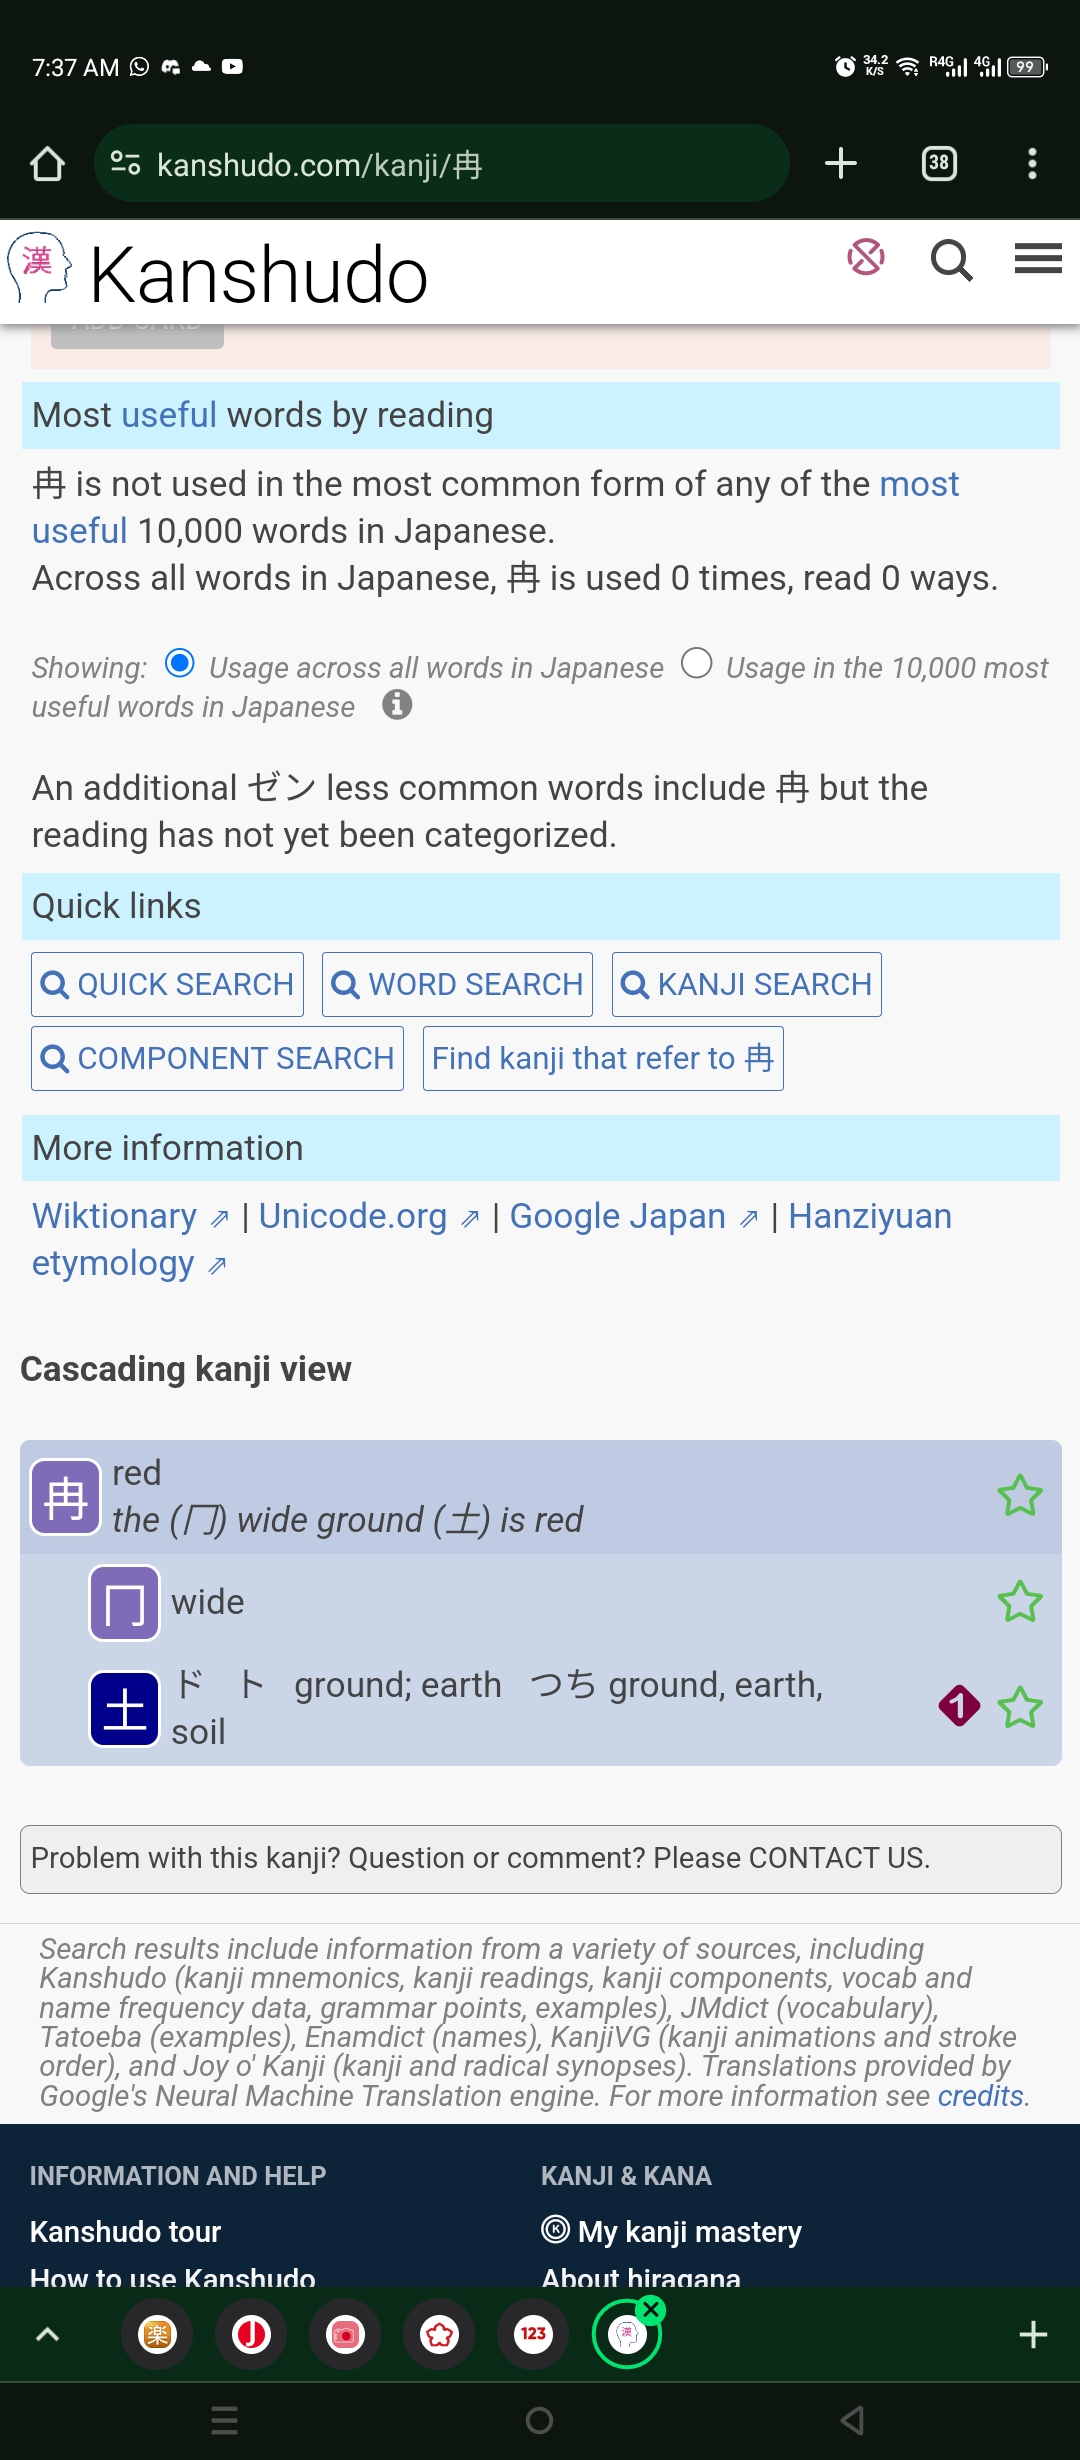 7:37 AM
34.2 K/S R4G 4G 99
kanshudo.com/kanji/冉
38
漢 Kanshudo
ADD CARD
Most useful words by reading
冉 is not used in the most common form of any of the most
useful 10,000 words in Japanese.
Across all words in Japanese, 冉 is used 0 times, read 0 ways.
Showing: Usage across all words in Japanese Usage in the 10,000 most
useful words in Japanese
An additional ゼン less common words include 冉 but the
reading has not yet been categorized.
Quick links
QUICK SEARCH WORD SEARCH KANJI SEARCH
COMPONENT SEARCH Find kanji that refer to 冉
More information
Wiktionary ⇗ | Unicode.org ⇗ | Google Japan ⇗ | Hanziyuan
etymology ⇗
Cascading kanji view
冉 red
the (冂) wide ground (土) is red
冂 wide
土 ド ト ground; earth つち ground, earth,
soil
1
Problem with this kanji? Question or comment? Please CONTACT US.
Search results include information from a variety of sources, including
Kanshudo (kanji mnemonics, kanji readings, kanji components, vocab and
name frequency data, grammar points, examples), JMdict (vocabulary),
Tatoeba (examples), Enamdict (names), KanjiVG (kanji animations and stroke
order), and Joy o' Kanji (kanji and radical synopses). Translations provided by
Google's Neural Machine Translation engine. For more information see credits.
INFORMATION AND HELP KANJI & KANA
Kanshudo tour K My kanji mastery
How to use Kanshudo About hiragana
楽 J 123 漢